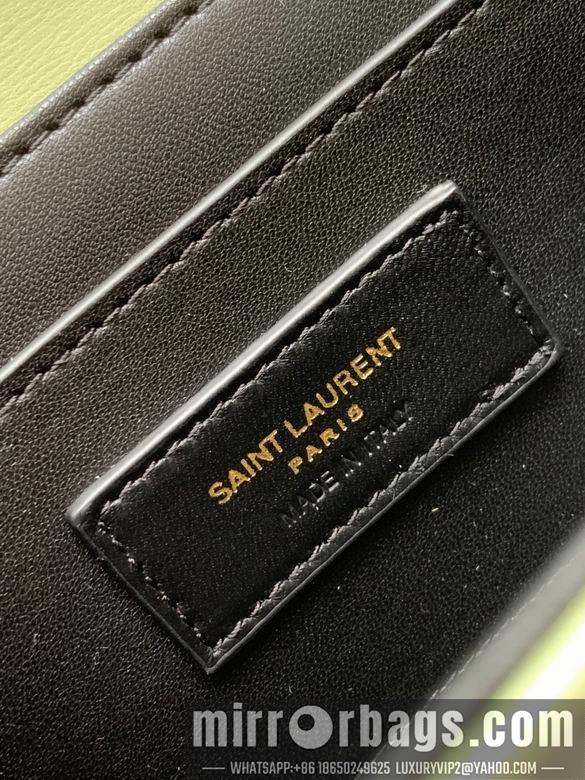 SAINT LAURENT
PARIS
MADE IN ITALY
mirrorbags.com
WHATSAPP:+86 18650249625 LUXURYVIP2@YAHOO.COM